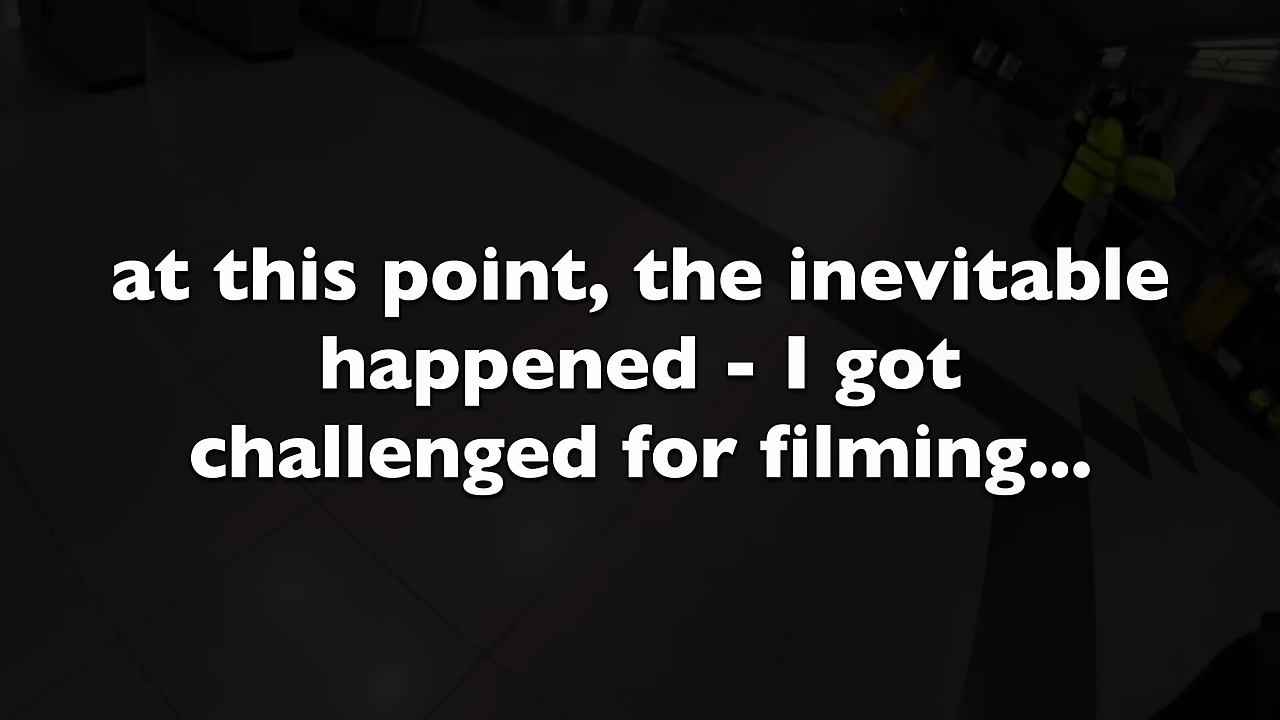 at this point, the inevitable
happened - I got
challenged for filming...